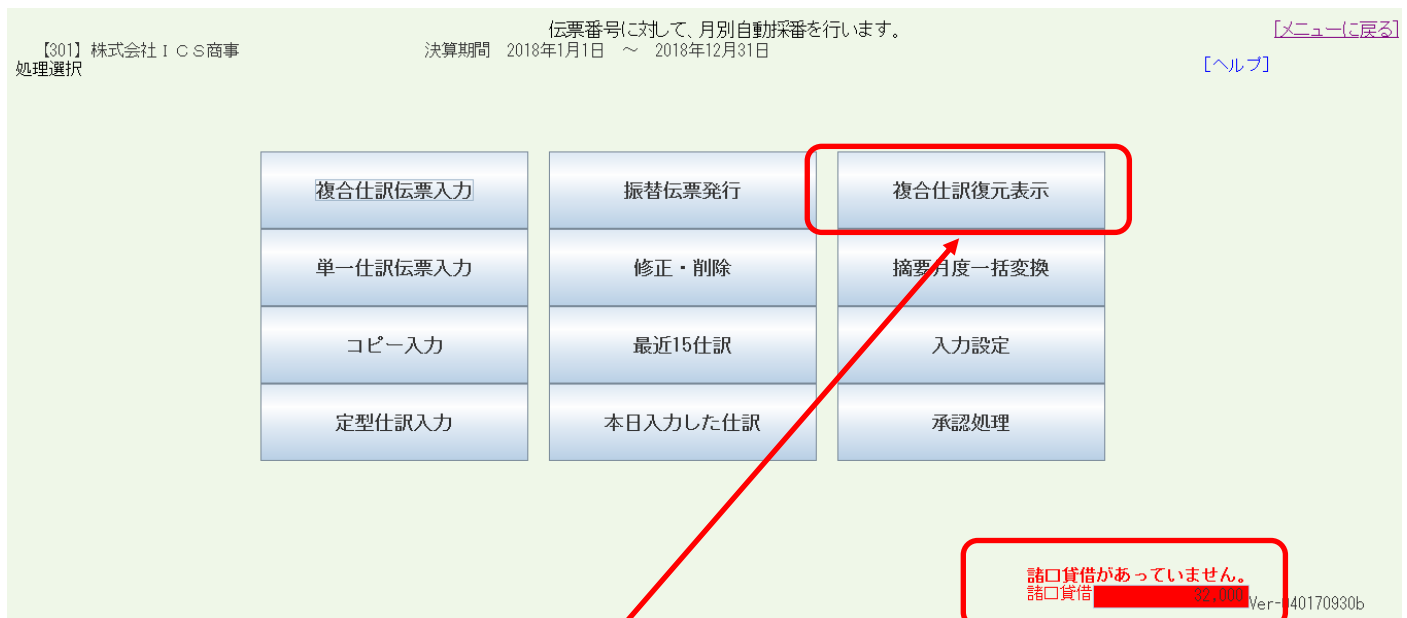 伝票番号に対して、月別自動採番を行います。
[メニューに戻る]
【301】株式会社ＩＣＳ商事
決算期間 2018年1月1日 ～ 2018年12月31日
処理選択
[ヘルプ]
複合仕訳伝票入力
振替伝票発行
複合仕訳復元表示
単一仕訳伝票入力
修正・削除
摘要月度一括変換
コピー入力
最近15仕訳
入力設定
定型仕訳入力
本日入力した仕訳
承認処理
諸口貸借があっていません。
諸口貸借 32,000
Ver-040170930b